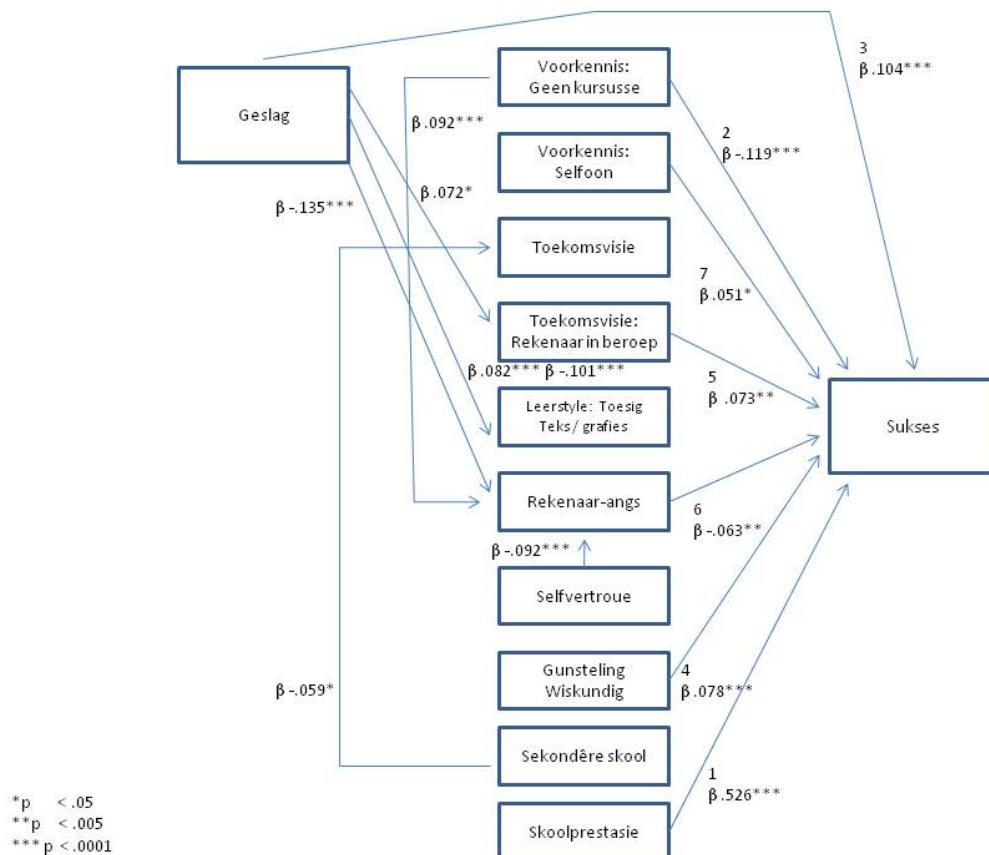 3
β.104***
Voorkennis:
Geen kursusse
Geslag
β.092***
2
β-.119***
Voorkennis:
Selfoon
β.072*
β-.135***
Toekomsvisie
7
β.051*
Toekomsvisie:
Rekenaar in beroep
β.082*** β-.101***
5
β .073**
Leerstyle: Toesig
Teks/ grafies
Sukses
Rekenaar-angs
6
β-.063**
β-.092***
Selfvertroue
Gunsteling
Wiskundig
4
β.078***
β-.059*
Sekondêre skool
1
β.526***
Skoolprestasie
*p <.05
**p <.005
***p <.0001